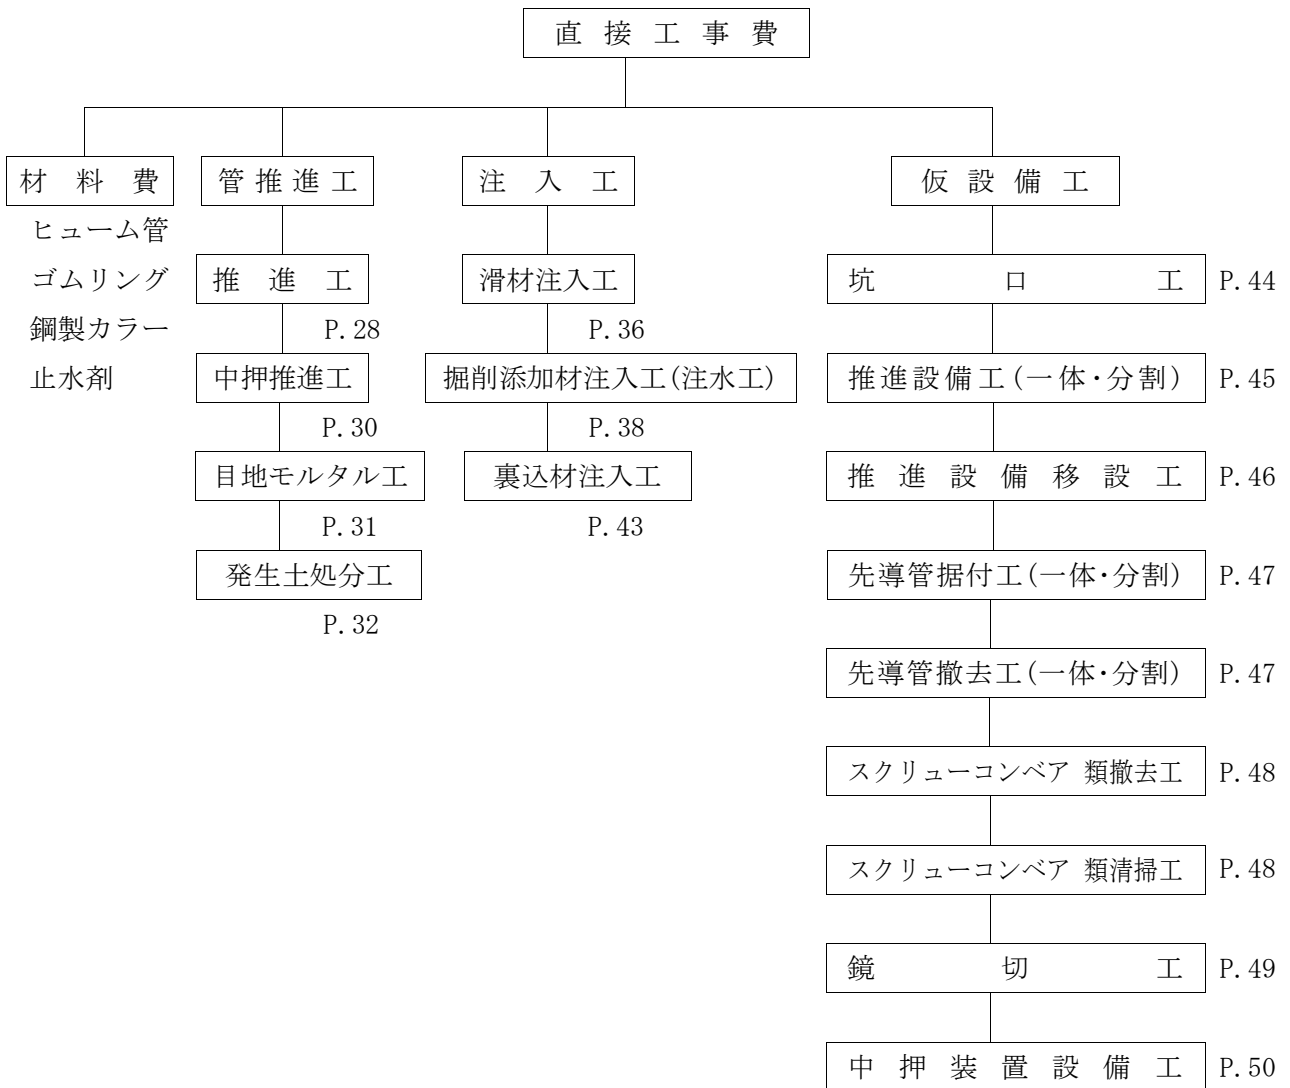 直接工事費
材料費
ヒューム管
ゴムリング
鋼製カラー
止水剤
管推進工
推進工
P.28
中押推進工
P.30
目地モルタル工
P.31
発生土処分工
P.32
注入工
滑材注入工
P.36
掘削添加材注入工(注水工)
P.38
裏込材注入工
P.43
仮設備工
坑口工 P.44
推進設備工(一体・分割) P.45
推進設備移設工 P.46
先導管据付工(一体・分割) P.47
先導管撤去工(一体・分割) P.47
スクリューコンベア 類撤去工 P.48
スクリューコンベア 類清掃工 P.48
鏡切工 P.49
中押装置設備工 P.50